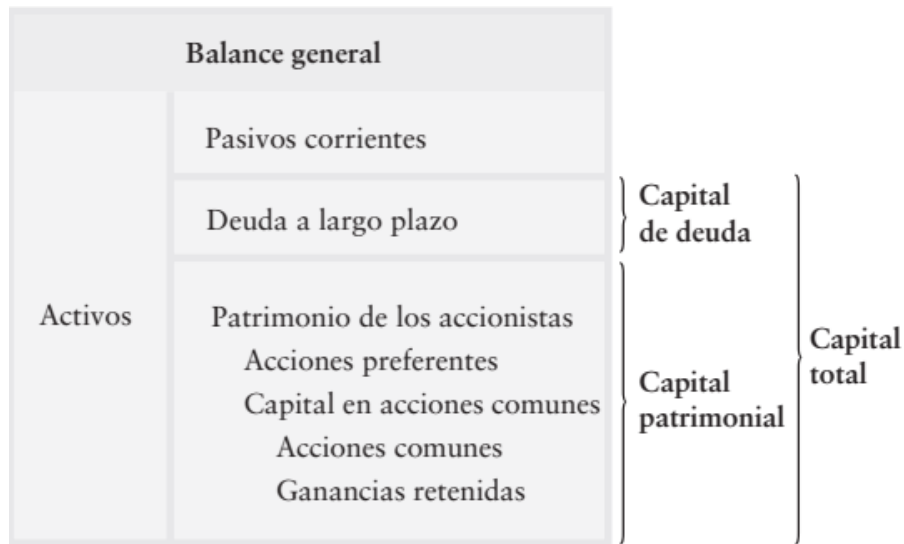 Balance general
Pasivos corrientes
Deuda a largo plazo
Capital
de deuda
Activos
Patrimonio de los accionistas
Acciones preferentes
Capital en acciones comunes
Acciones comunes
Ganancias retenidas
Capital
patrimonial
Capital
total